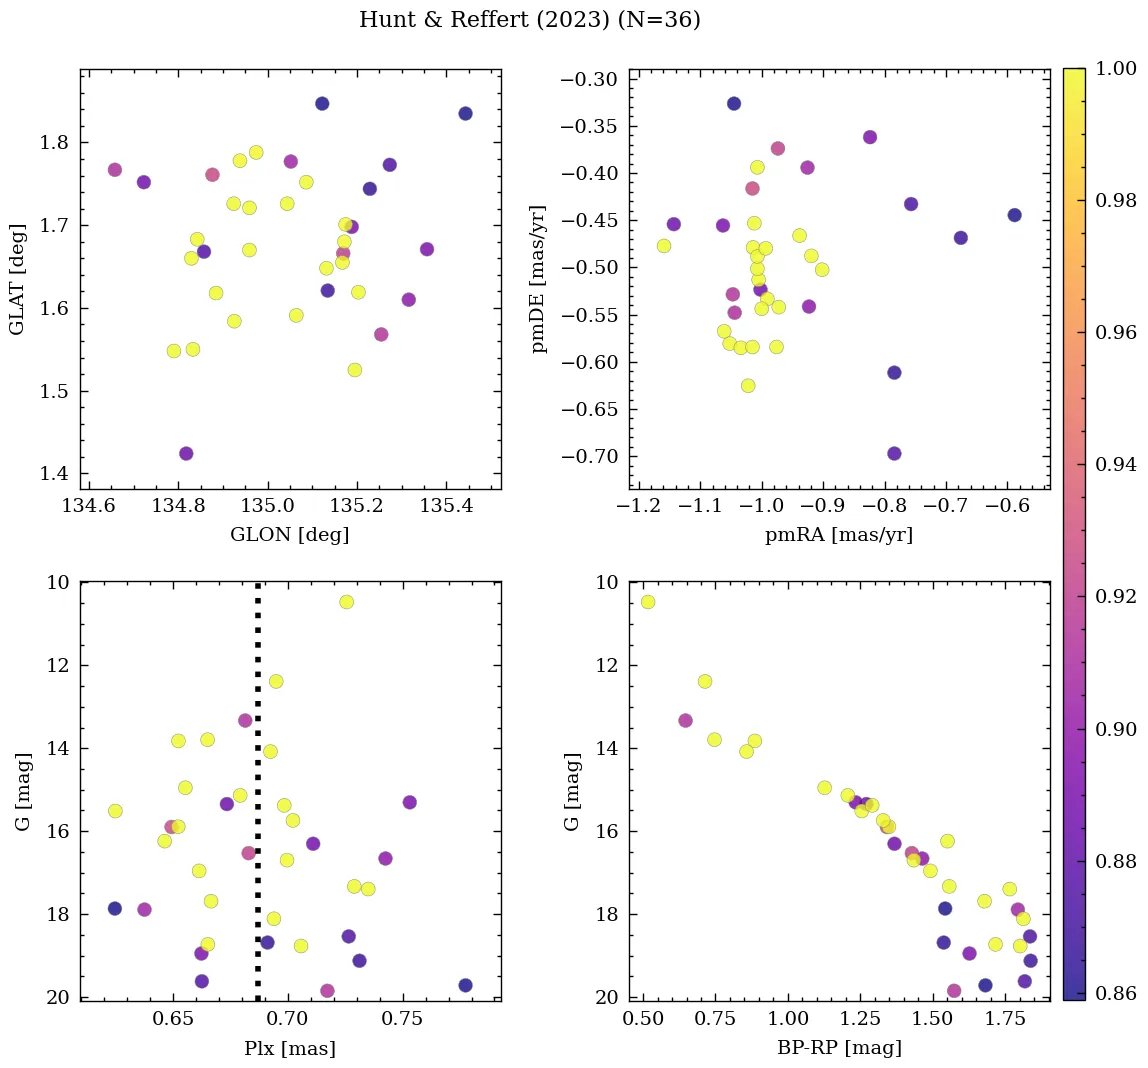 Hunt & Reffert (2023) (N=36)
GLAT [deg]
1.8
1.7
1.6
1.5
1.4
134.6 134.8 135.0 135.2 135.4
GLON [deg]
pmDE [mas/yr]
−0.30
−0.35
−0.40
−0.45
−0.50
−0.55
−0.60
−0.65
−0.70
−1.2 −1.1 −1.0 −0.9 −0.8 −0.7 −0.6
pmRA [mas/yr]
G [mag]
10
12
14
16
18
20
0.65 0.70 0.75
Plx [mas]
G [mag]
10
12
14
16
18
20
0.50 0.75 1.00 1.25 1.50 1.75
BP-RP [mag]
1.00
0.98
0.96
0.94
0.92
0.90
0.88
0.86